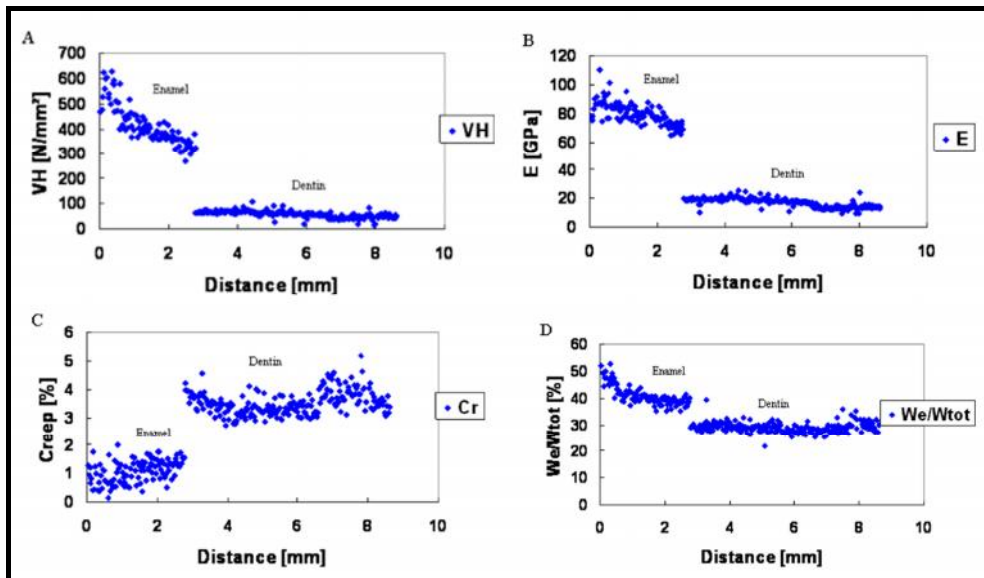 A
700
600
500
400
300
200
100
0
VH [N/mm²]
Enamel
Dentin
VH
0 2 4 6 8 10
Distance [mm]
B
120
100
80
60
40
20
0
E [GPa]
Enamel
Dentin
E
0 2 4 6 8 10
Distance [mm]
C
6
5
4
3
2
1
0
Creep [%]
Dentin
Enamel
Cr
0 2 4 6 8 10
Distance [mm]
D
60
50
40
30
20
10
0
We/Wtot [%]
Enamel
Dentin
We/Wtot
0 2 4 6 8 10
Distance [mm]